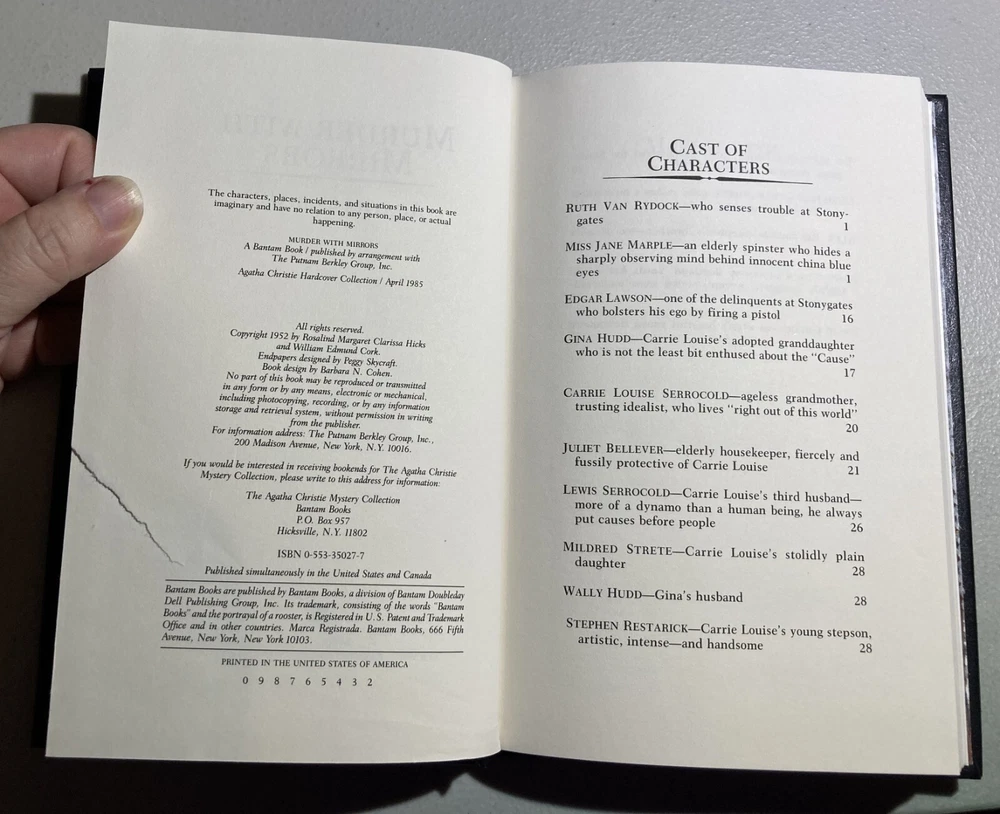 The characters, places, incidents, and situations in this book are
imaginary and have no relation to any person, place, or actual
happening.
MURDER WITH MIRRORS
A Bantam Book / published by arrangement with
The Putnam Berkley Group, Inc.
Agatha Christie Hardcover Collection / April 1985
All rights reserved.
Copyright 1952 by Rosalind Margaret Clarissa Hicks
and William Edmund Cork.
Endpapers designed by Peggy Skycraft.
Book design by Barbara N. Cohen.
No part of this book may be reproduced or transmitted
in any form or by any means, electronic or mechanical,
including photocopying, recording, or by any information
storage and retrieval system, without permission in writing
from the publisher.
For information address: The Putnam Berkley Group, Inc.,
200 Madison Avenue, New York, N.Y. 10016.
If you would be interested in receiving bookends for The Agatha Christie
Mystery Collection, please write to this address for information:
The Agatha Christie Mystery Collection
Bantam Books
P.O. Box 957
Hicksville, N.Y. 11802
ISBN 0-553-35027-7
Published simultaneously in the United States and Canada
Bantam Books are published by Bantam Books, a division of Bantam Doubleday
Dell Publishing Group, Inc. Its trademark, consisting of the words "Bantam
Books" and the portrayal of a rooster, is Registered in U.S. Patent and Trademark
Office and in other countries. Marca Registrada. Bantam Books, 666 Fifth
Avenue, New York, New York 10103.
PRINTED IN THE UNITED STATES OF AMERICA
0 9 8 7 6 5 4 3 2
CAST OF
CHARACTERS
RUTH VAN RYDOCK—who senses trouble at Stony-
gates 1
MISS JANE MARPLE—an elderly spinster who hides a
sharply observing mind behind innocent china blue
eyes 1
EDGAR LAWSON—one of the delinquents at Stonygates
who bolsters his ego by firing a pistol 16
GINA HUDD—Carrie Louise's adopted granddaughter
who is not the least bit enthused about the "Cause"
17
CARRIE LOUISE SERROCOLD—ageless grandmother,
trusting idealist, who lives "right out of this world"
20
JULIET BELLEVER—elderly housekeeper, fiercely and
fussily protective of Carrie Louise 21
LEWIS SERROCOLD—Carrie Louise's third husband—
more of a dynamo than a human being, he always
put causes before people 26
MILDRED STRETE—Carrie Louise's stolidly plain
daughter 28
WALLY HUDD—Gina's husband 28
STEPHEN RESTARICK—Carrie Louise's young stepson,
artistic, intense—and handsome 28